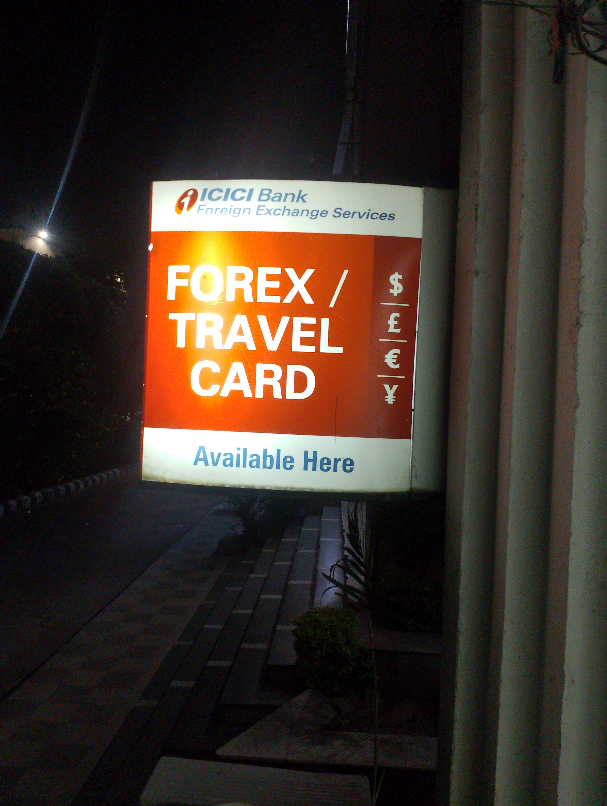 ICICI Bank
Foreign Exchange Services
FOREX /
TRAVEL
CARD
$
£
€
¥
Available Here